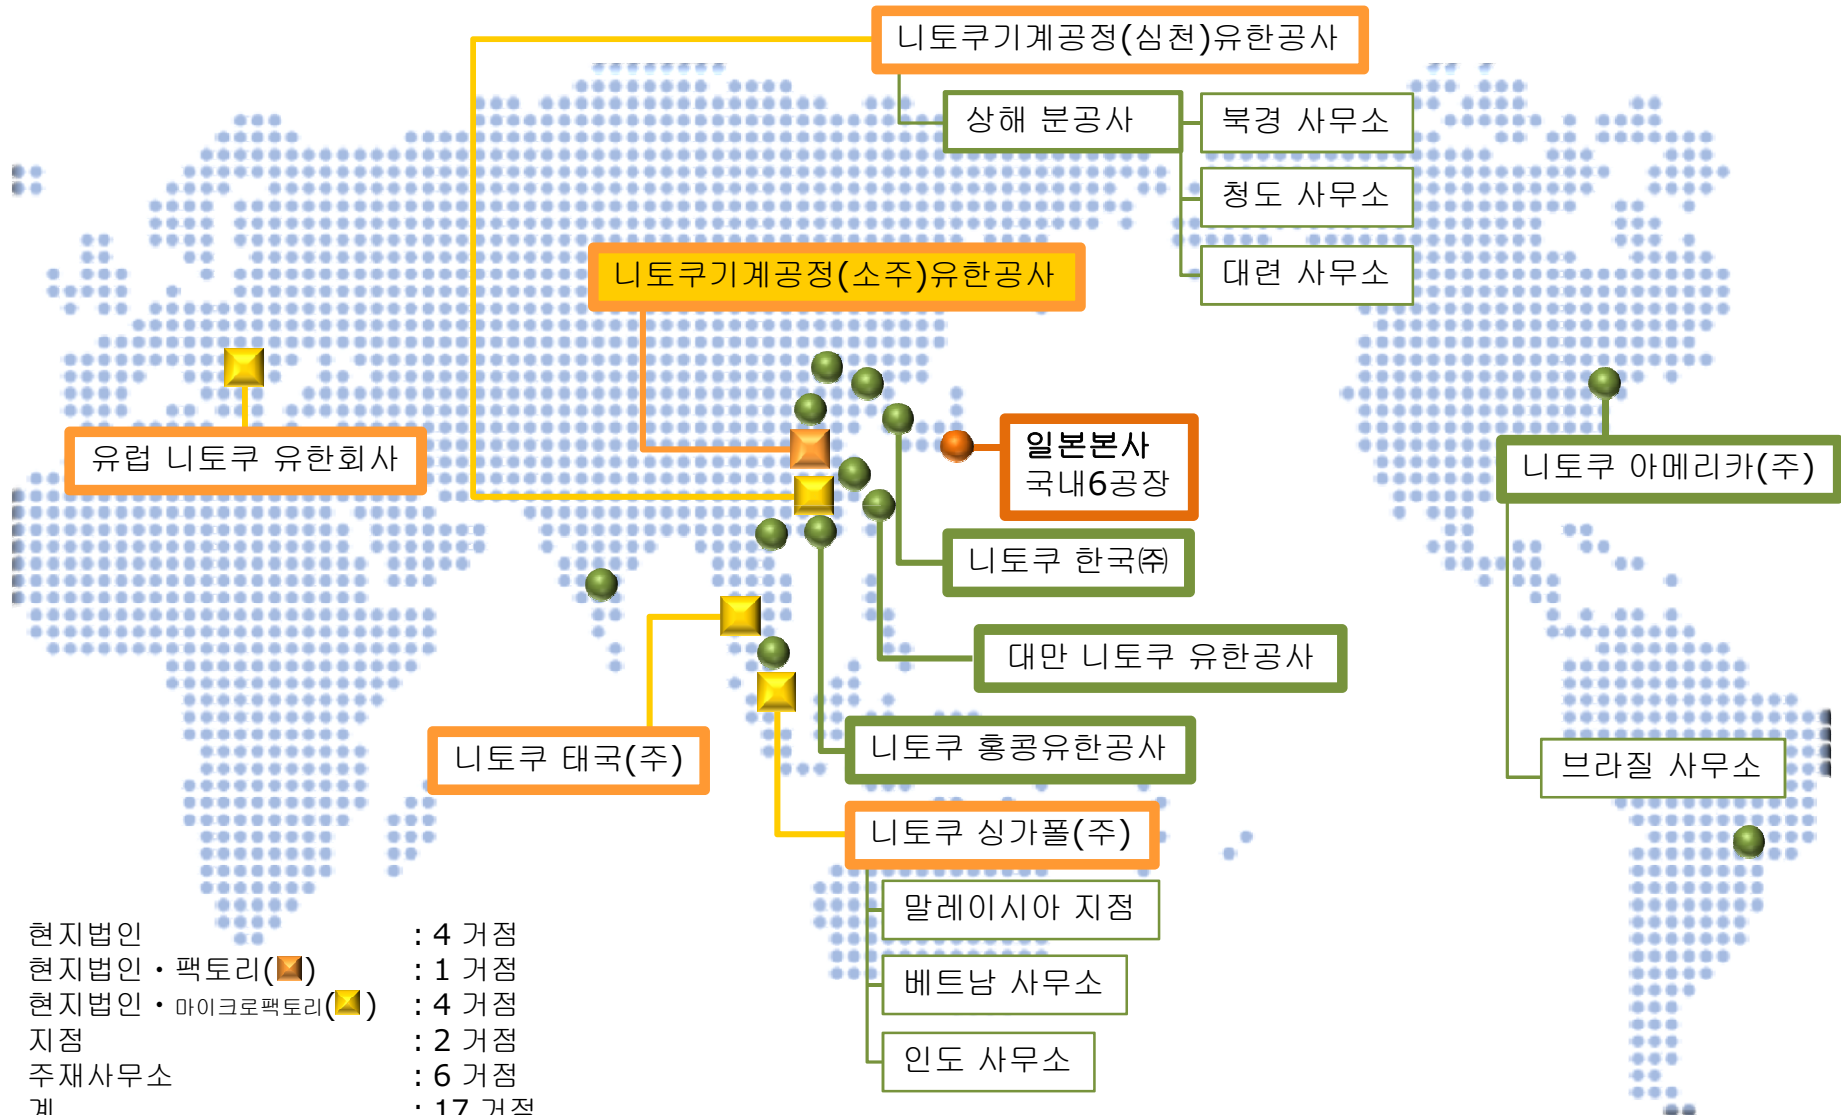 니토쿠기계공정(심천)유한공사
상해 분공사
북경 사무소
청도 사무소
대련 사무소
니토쿠기계공정(소주)유한공사
유럽 니토쿠 유한회사
일본본사
국내6공장
니토쿠 아메리카(주)
니토쿠 한국㈜
대만 니토쿠 유한공사
니토쿠 태국(주)
니토쿠 홍콩유한공사
브라질 사무소
니토쿠 싱가폴(주)
말레이시아 지점
베트남 사무소
인도 사무소
현지법인 : 4 거점
현지법인・팩토리( ) : 1 거점
현지법인・마이크로팩토리( ) : 4 거점
지점 : 2 거점
주재사무소 : 6 거점
계 : 17 거점